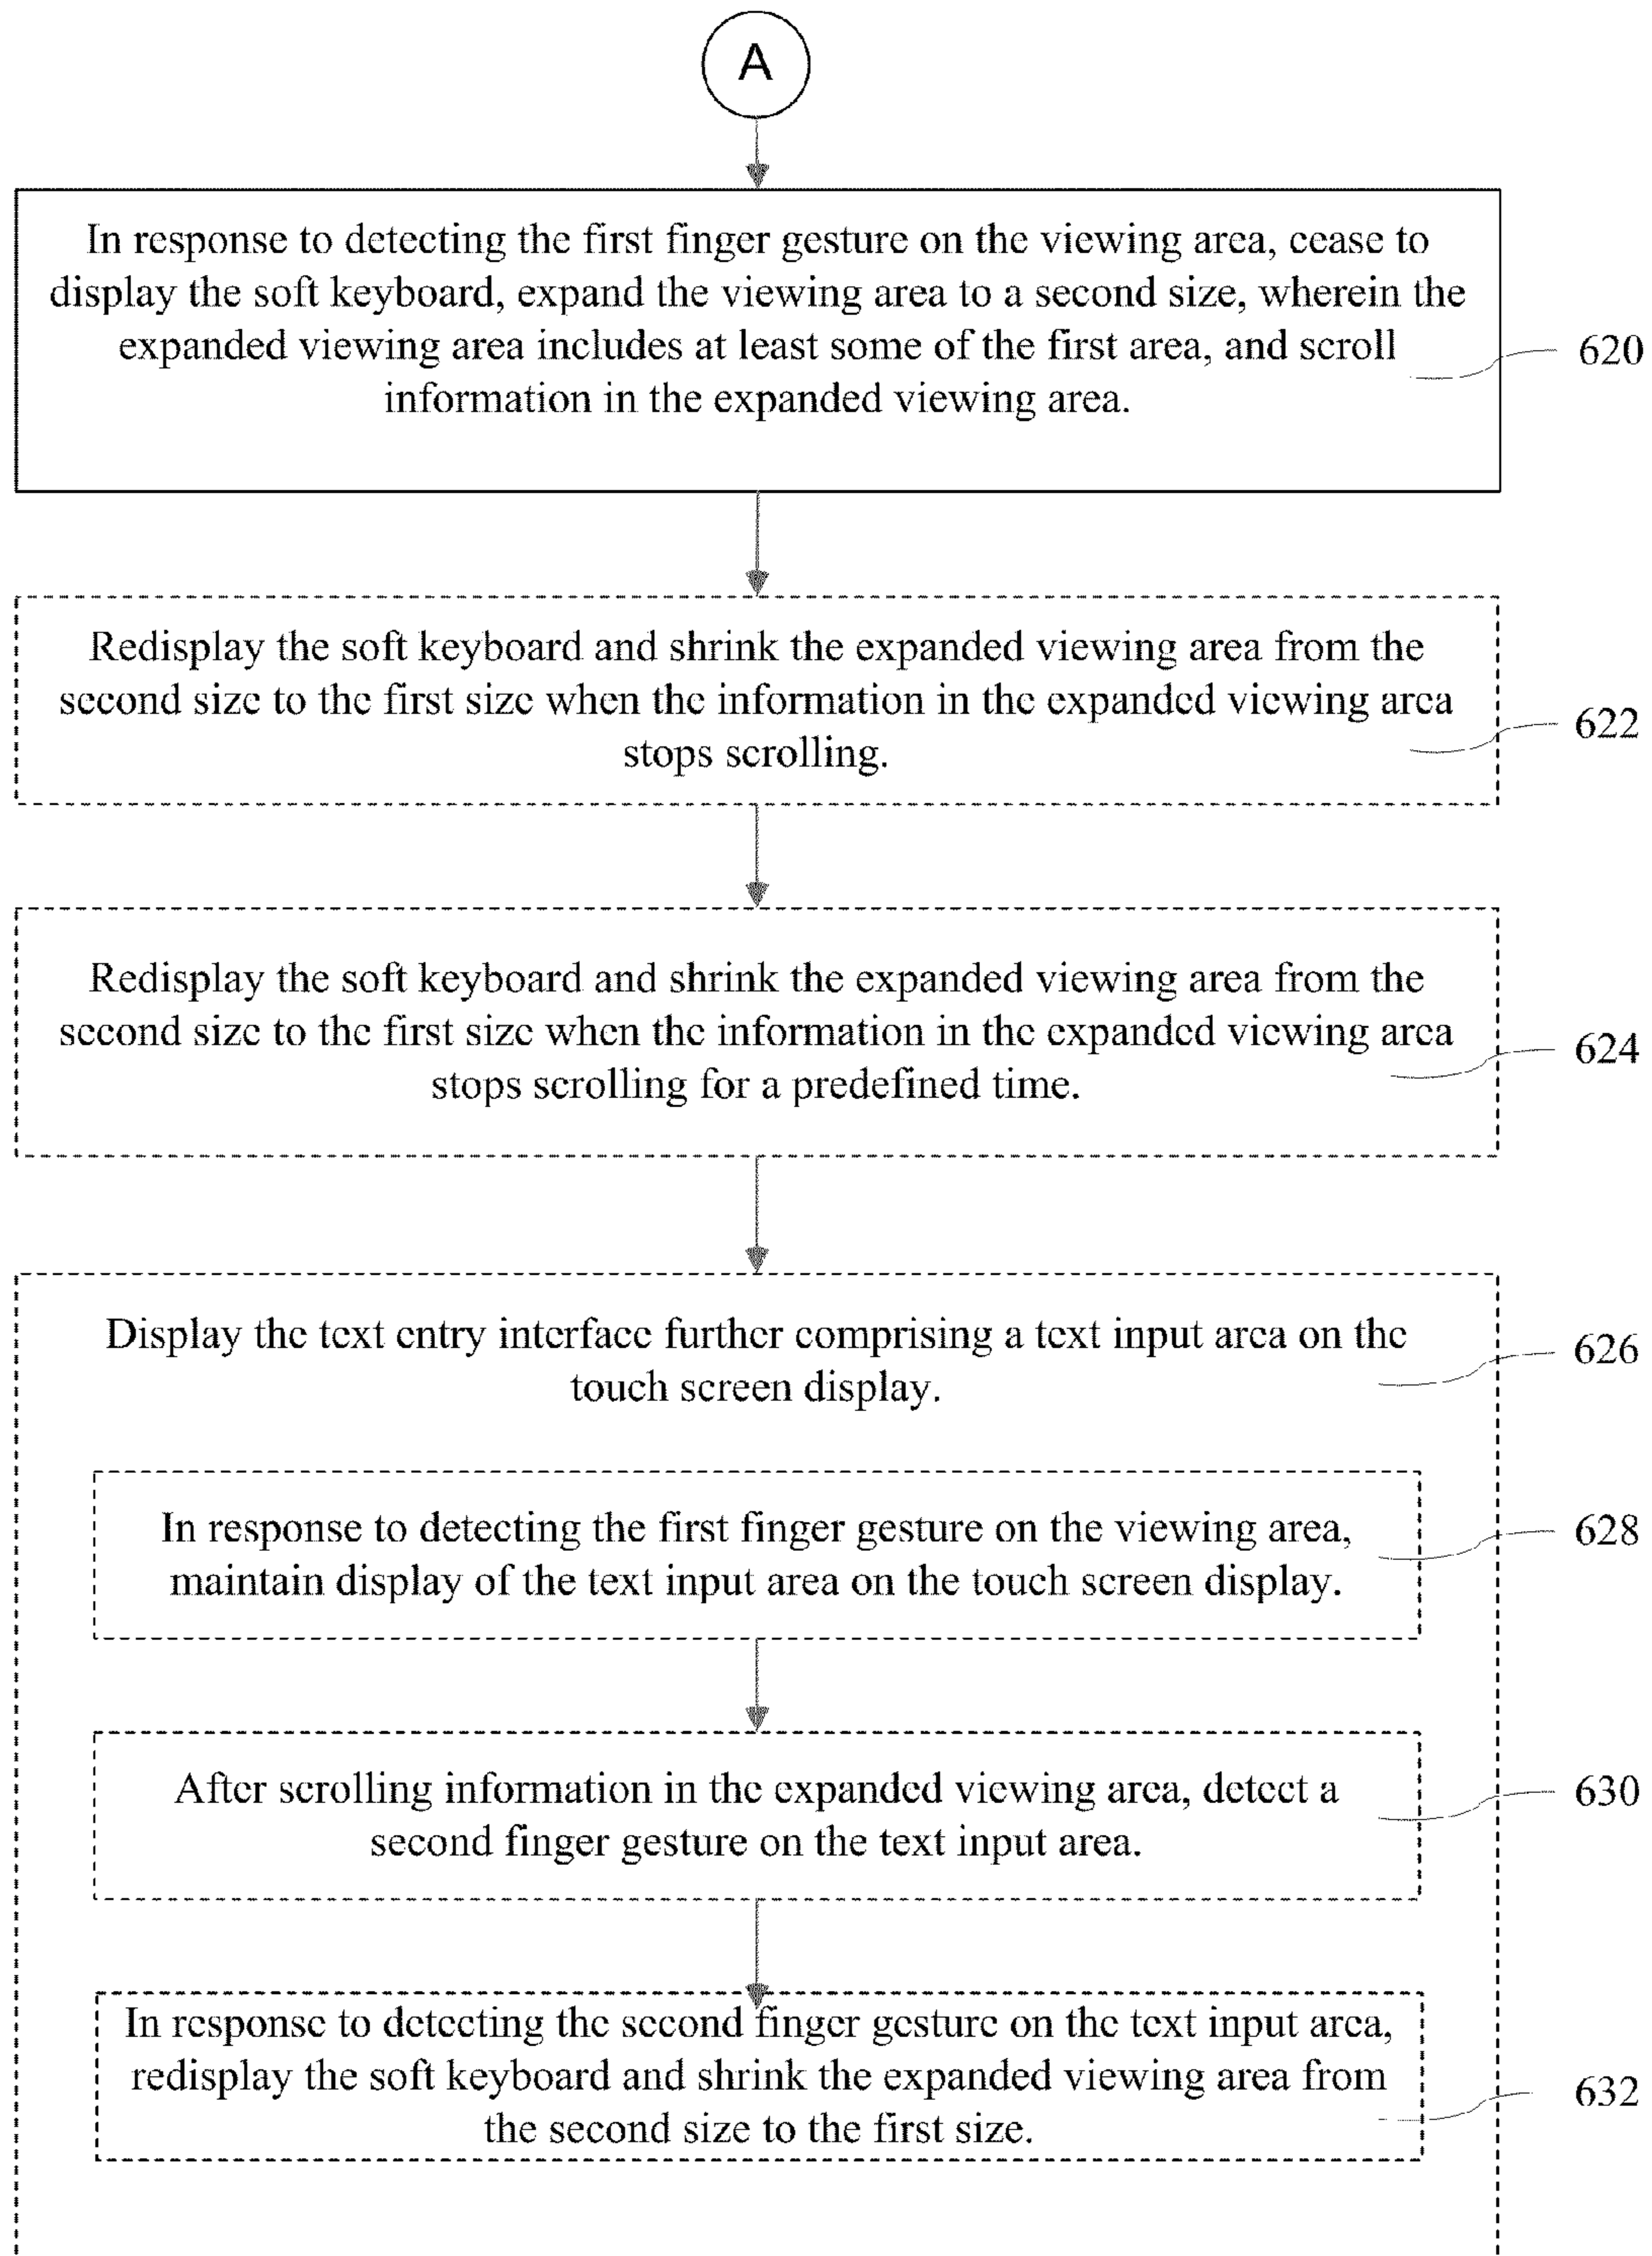 A
In response to detecting the first finger gesture on the viewing area, cease to
display the soft keyboard, expand the viewing area to a second size, wherein the
expanded viewing area includes at least some of the first area, and scroll
information in the expanded viewing area.
620
Redisplay the soft keyboard and shrink the expanded viewing area from the
second size to the first size when the information in the expanded viewing area
stops scrolling.
622
Redisplay the soft keyboard and shrink the expanded viewing area from the
second size to the first size when the information in the expanded viewing area
stops scrolling for a predefined time.
624
Display the text entry interface further comprising a text input area on the
touch screen display.
626
In response to detecting the first finger gesture on the viewing area,
maintain display of the text input area on the touch screen display.
628
After scrolling information in the expanded viewing area, detect a
second finger gesture on the text input area.
630
In response to detecting the second finger gesture on the text input area,
redisplay the soft keyboard and shrink the expanded viewing area from
the second size to the first size.
632